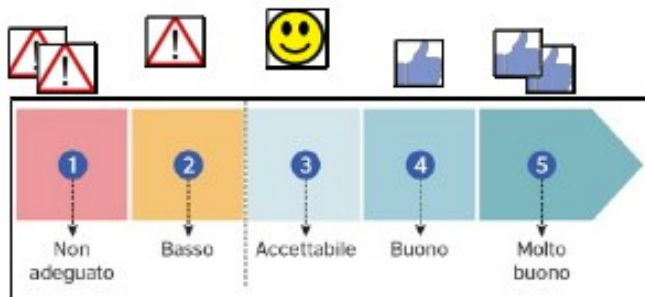 1 2 3 4 5
Non adeguato
Basso
Accettabile
Buono
Molto buono